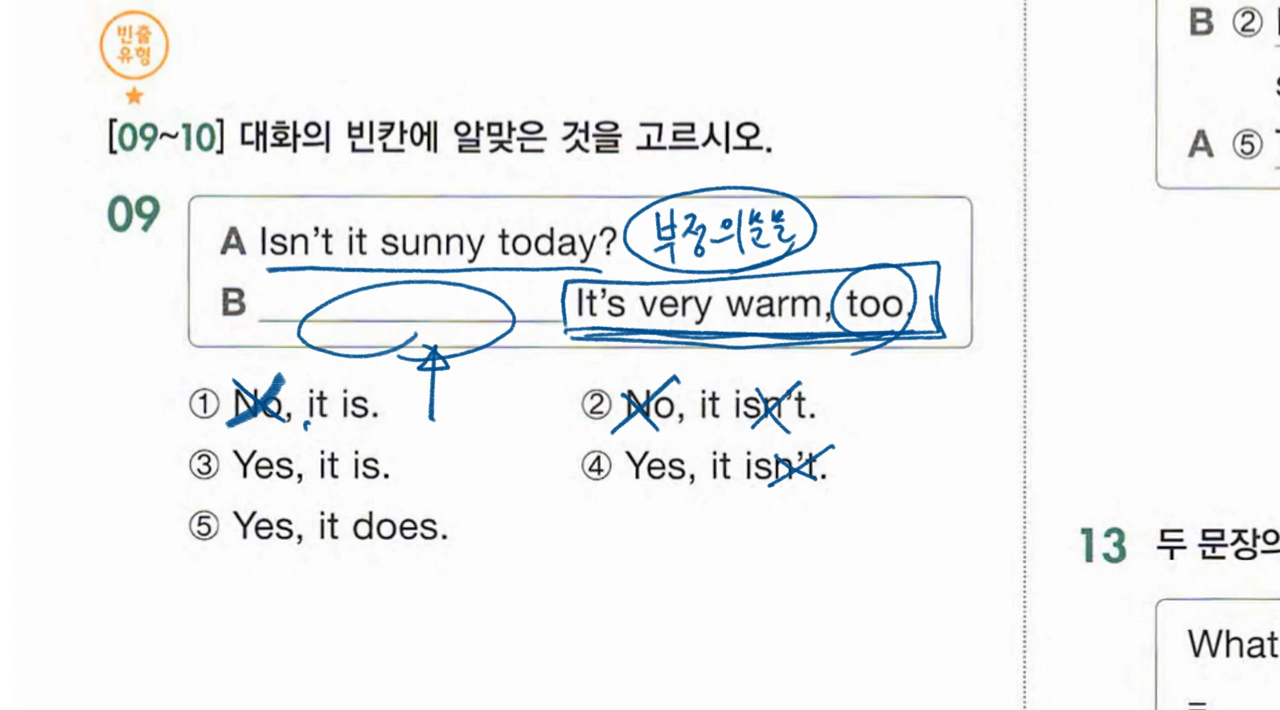 빈출
유형
[09~10] 대화의 빈칸에 알맞은 것을 고르시오.
09
A Isn't it sunny today? 부정의문문
B It's very warm, too.
① No, it is.
② No, it isn't.
③ Yes, it is.
④ Yes, it isn't.
⑤ Yes, it does.
B ②
A ⑤
13 두 문장의
What